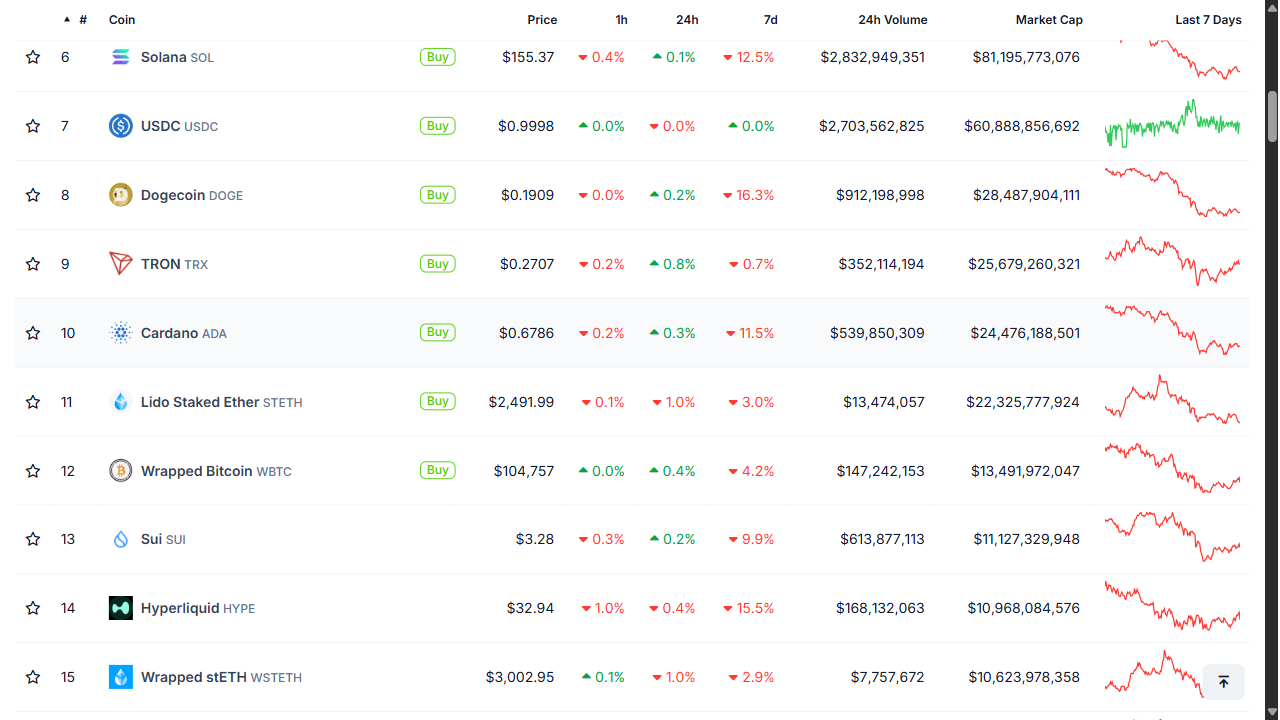 # Coin Price 1h 24h 7d 24h Volume Market Cap Last 7 Days
6 Solana SOL Buy $155.37 0.4% 0.1% 12.5% $2,832,949,351 $81,195,773,076
7 USDC USDC Buy $0.9998 0.0% 0.0% 0.0% $2,703,562,825 $60,888,856,692
8 Dogecoin DOGE Buy $0.1909 0.0% 0.2% 16.3% $912,198,998 $28,487,904,111
9 TRON TRX Buy $0.2707 0.2% 0.8% 0.7% $352,114,194 $25,679,260,321
10 Cardano ADA Buy $0.6786 0.2% 0.3% 11.5% $539,850,309 $24,476,188,501
11 Lido Staked Ether STETH Buy $2,491.99 0.1% 1.0% 3.0% $13,474,057 $22,325,777,924
12 Wrapped Bitcoin WBTC Buy $104,757 0.0% 0.4% 4.2% $147,242,153 $13,491,972,047
13 Sui SUI $3.28 0.3% 0.2% 9.9% $613,877,113 $11,127,329,948
14 Hyperliquid HYPE $32.94 1.0% 0.4% 15.5% $168,132,063 $10,968,084,576
15 Wrapped stETH WSTETH $3,002.95 0.1% 1.0% 2.9% $7,757,672 $10,623,978,358